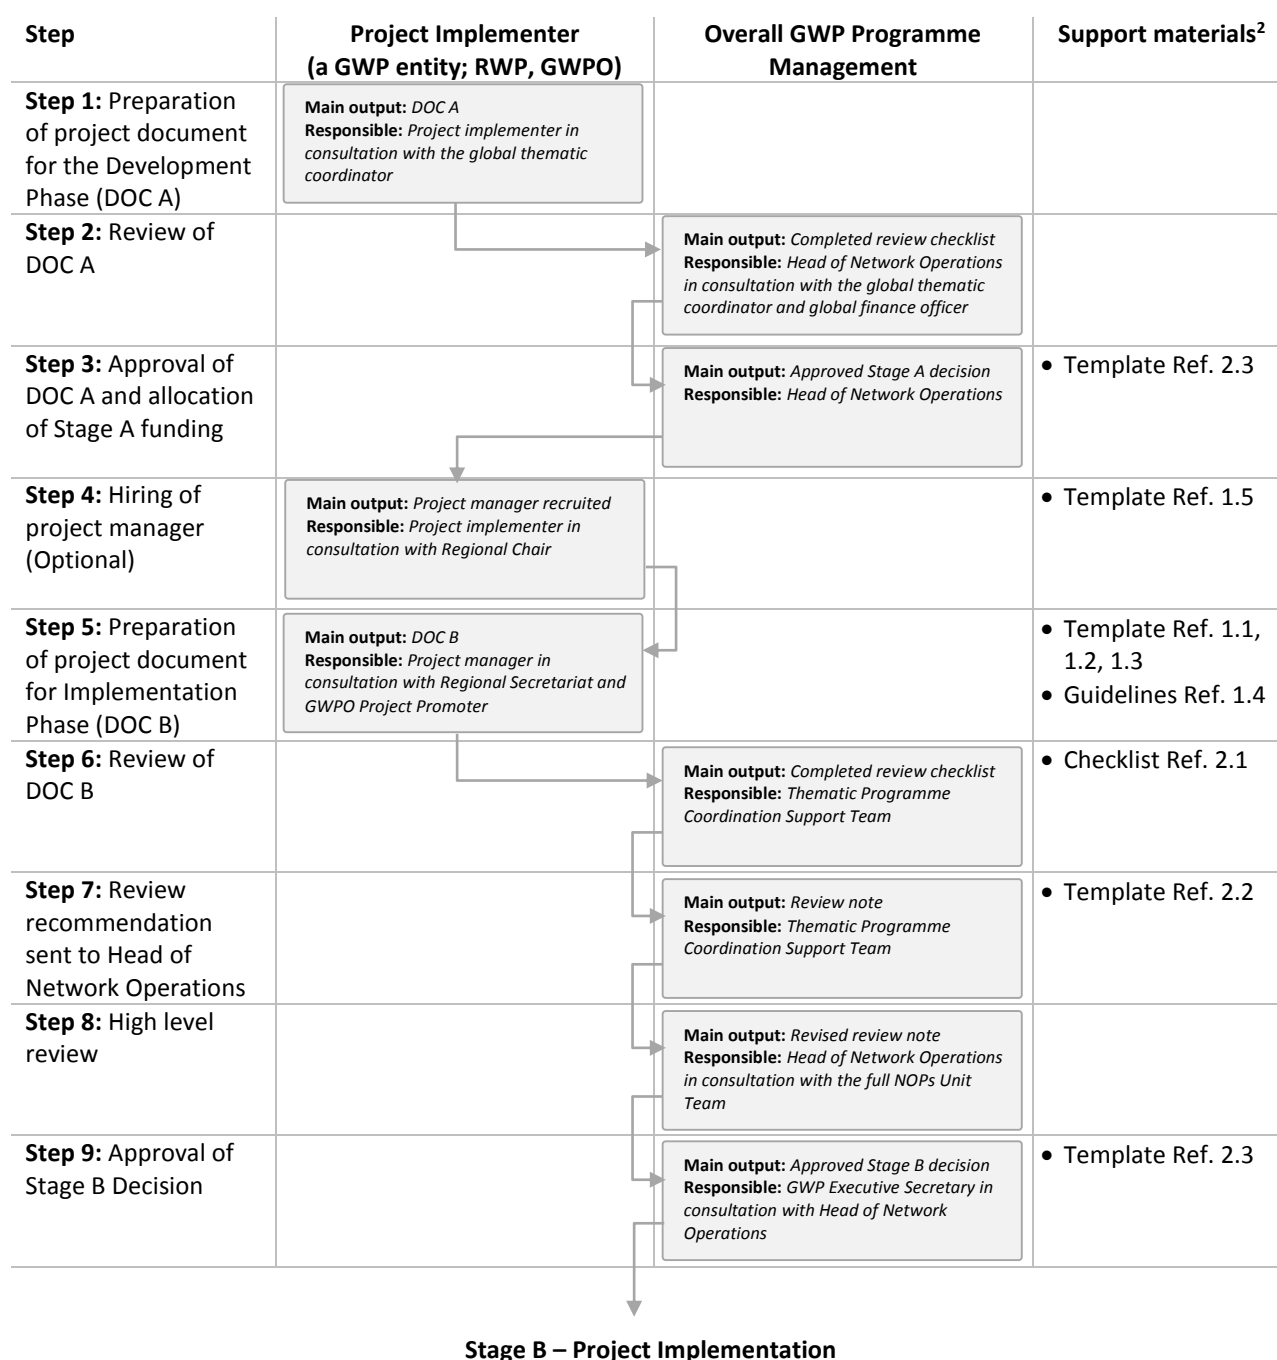 Step
Project Implementer
(a GWP entity; RWP, GWPO)
Overall GWP Programme
Management
Support materials²
Step 1: Preparation
of project document
for the Development
Phase (DOC A)
Main output: DOC A
Responsible: Project implementer in
consultation with the global thematic
coordinator
Step 2: Review of
DOC A
Main output: Completed review checklist
Responsible: Head of Network Operations
in consultation with the global thematic
coordinator and global finance officer
Step 3: Approval of
DOC A and allocation
of Stage A funding
Main output: Approved Stage A decision
Responsible: Head of Network Operations
• Template Ref. 2.3
Step 4: Hiring of
project manager
(Optional)
Main output: Project manager recruited
Responsible: Project implementer in
consultation with Regional Chair
• Template Ref. 1.5
Step 5: Preparation
of project document
for Implementation
Phase (DOC B)
Main output: DOC B
Responsible: Project manager in
consultation with Regional Secretariat and
GWPO Project Promoter
• Template Ref. 1.1,
1.2, 1.3
• Guidelines Ref. 1.4
Step 6: Review of
DOC B
Main output: Completed review checklist
Responsible: Thematic Programme
Coordination Support Team
• Checklist Ref. 2.1
Step 7: Review
recommendation
sent to Head of
Network Operations
Main output: Review note
Responsible: Thematic Programme
Coordination Support Team
• Template Ref. 2.2
Step 8: High level
review
Main output: Revised review note
Responsible: Head of Network Operations
in consultation with the full NOPs Unit
Team
Step 9: Approval of
Stage B Decision
Main output: Approved Stage B decision
Responsible: GWP Executive Secretary in
consultation with Head of Network
Operations
• Template Ref. 2.3
Stage B – Project Implementation